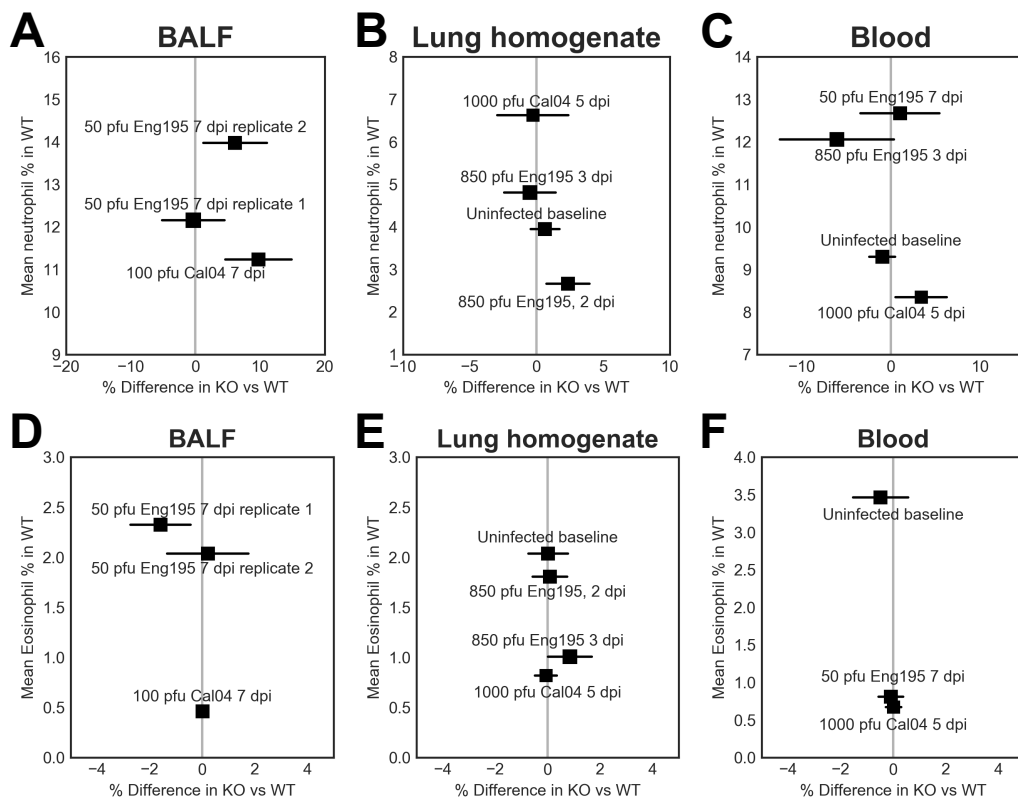 A
BALF
16
15
14
13
12
11
10
9
Mean neutrophil % in WT
50 pfu Eng195 7 dpi replicate 2
50 pfu Eng195 7 dpi replicate 1
100 pfu Cal04 7 dpi
−20
−10
0
10
20
% Difference in KO vs WT
B
Lung homogenate
8
7
6
5
4
3
2
1
Mean neutrophil % in WT
1000 pfu Cal04 5 dpi
850 pfu Eng195 3 dpi
Uninfected baseline
850 pfu Eng195, 2 dpi
−10
−5
0
5
10
% Difference in KO vs WT
C
Blood
14
13
12
11
10
9
8
7
Mean neutrophil % in WT
50 pfu Eng195 7 dpi
850 pfu Eng195 3 dpi
Uninfected baseline
1000 pfu Cal04 5 dpi
−10
0
10
% Difference in KO vs WT
D
BALF
3.0
2.5
2.0
1.5
1.0
0.5
0.0
Mean Eosinophil % in WT
50 pfu Eng195 7 dpi replicate 1
50 pfu Eng195 7 dpi replicate 2
100 pfu Cal04 7 dpi
−4
−2
0
2
4
% Difference in KO vs WT
E
Lung homogenate
3.0
2.5
2.0
1.5
1.0
0.5
0.0
Mean Eosinophil % in WT
Uninfected baseline
850 pfu Eng195, 2 dpi
850 pfu Eng195 3 dpi
1000 pfu Cal04 5 dpi
−4
−2
0
2
4
% Difference in KO vs WT
F
Blood
4.0
3.5
3.0
2.5
2.0
1.5
1.0
0.5
0.0
Mean Eosinophil % in WT
Uninfected baseline
50 pfu Eng195 7 dpi
1000 pfu Cal04 5 dpi
−4
−2
0
2
4
% Difference in KO vs WT